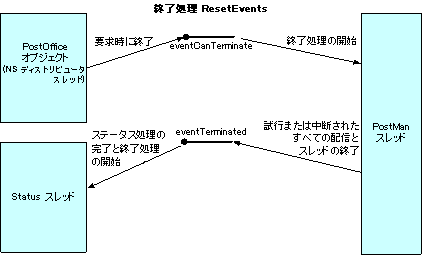 終了処理 ResetEvents
PostOffice
オブジェクト
(NS ディストリビュータ
スレッド)
要求時に終了
eventCanTerminate
終了処理の開始
PostMan
スレッド
試行または中断された
すべての配信と
スレッドの終了
eventTerminated
ステータス処理の
完了と終了処理
の開始
Status スレッド